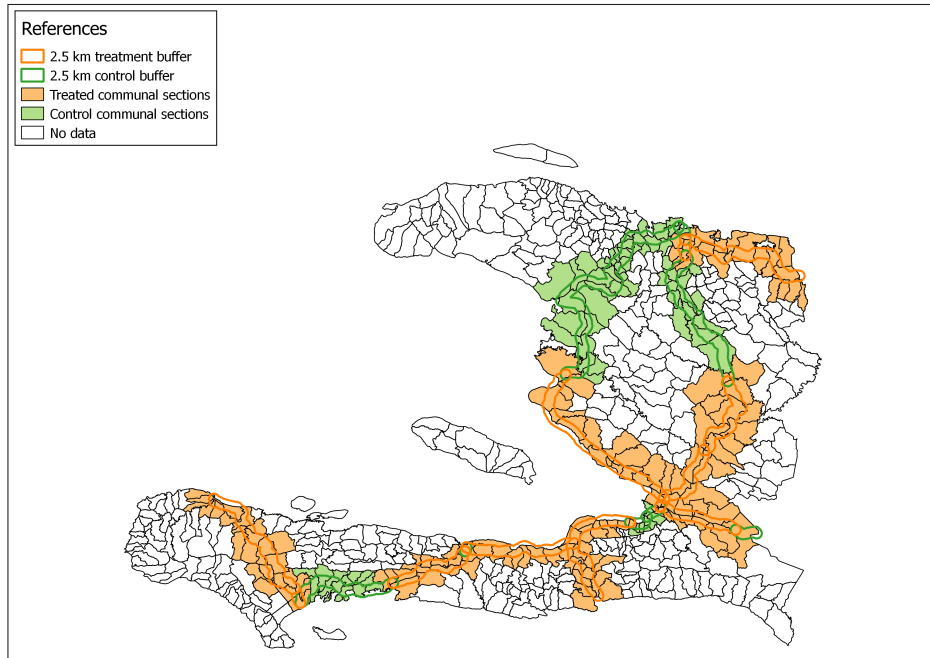 References
2.5 km treatment buffer
2.5 km control buffer
Treated communal sections
Control communal sections
No data